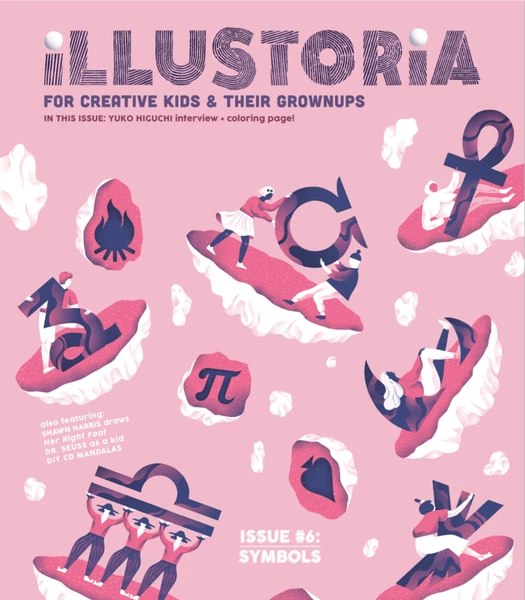 iLLUSTORiA
FOR CREATIVE KIDS & THEIR GROWNUPS
IN THIS ISSUE: YUKO HIGUCHI interview + coloring page!
π
also featuring:
SHAWN HARRIS draws
Her Right Foot
DR. SEUSS as a kid
DIY CD MANDALAS
ISSUE #6:
SYMBOLS